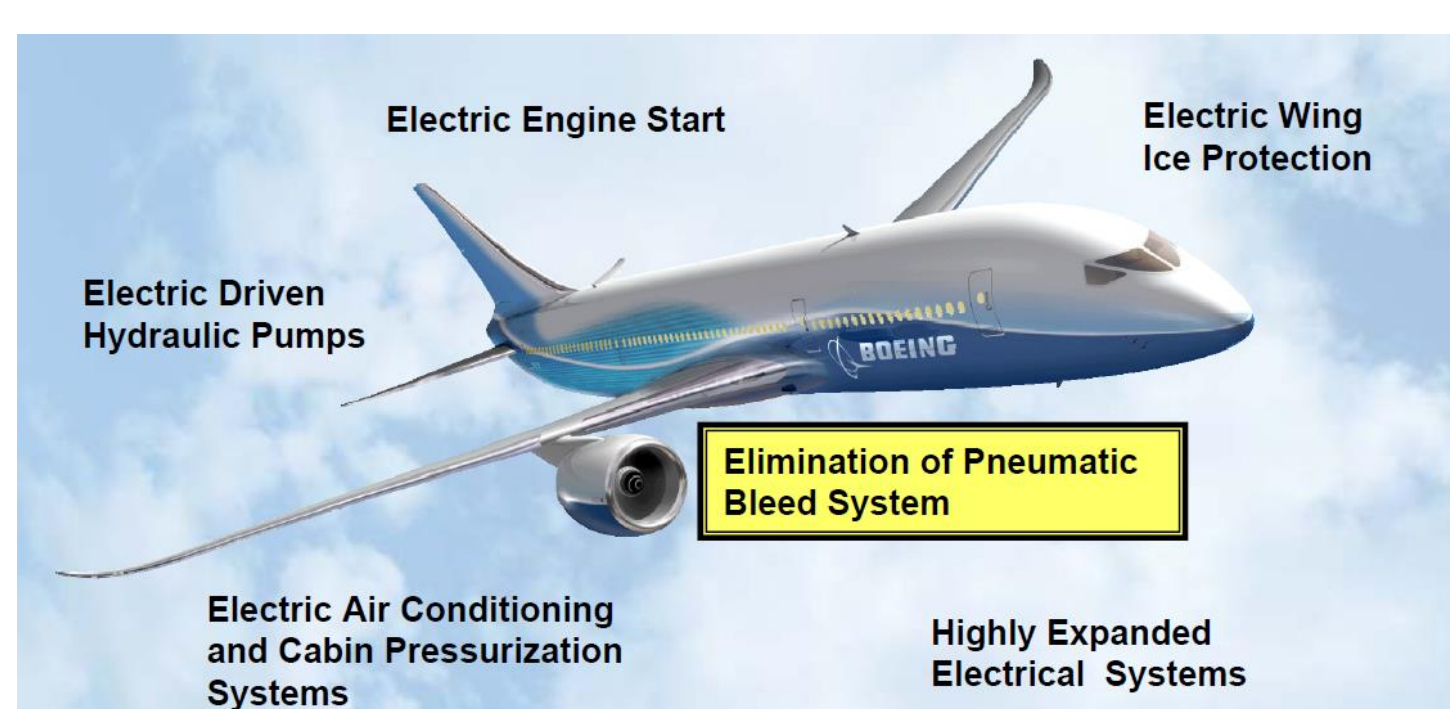 Electric Engine Start
Electric Wing
Ice Protection
Electric Driven
Hydraulic Pumps
BOEING
Elimination of Pneumatic
Bleed System
Electric Air Conditioning
and Cabin Pressurization
Systems
Highly Expanded
Electrical Systems